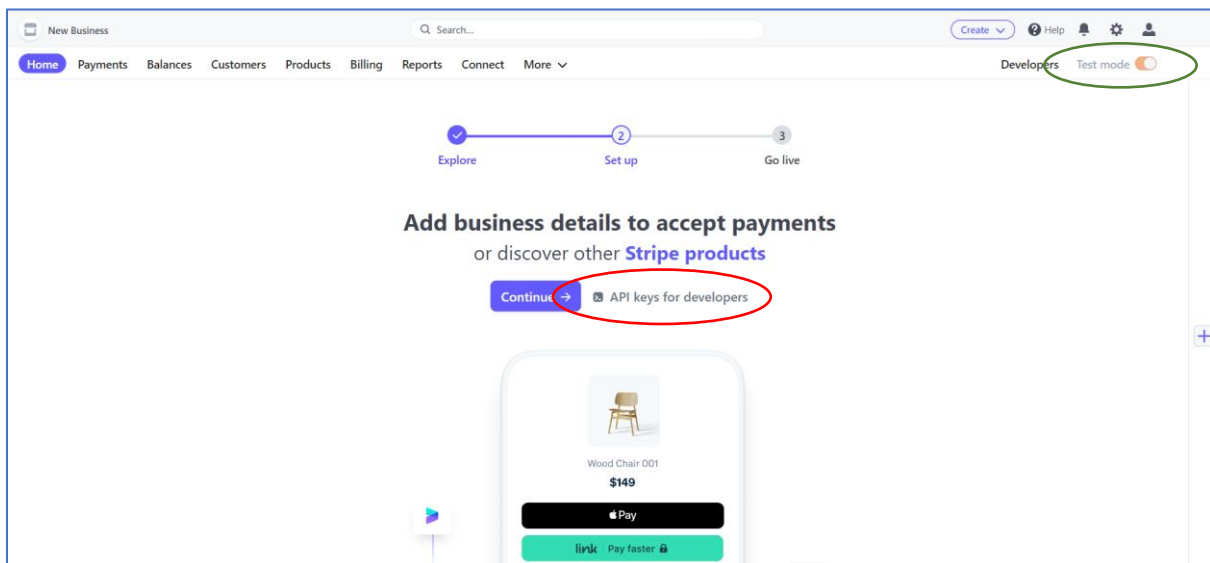 New Business
Search...
Create
Help
Home Payments Balances Customers Products Billing Reports Connect More
Developers Test mode
2
3
Explore
Set up
Go live
Add business details to accept payments
or discover other Stripe products
Continue →
API keys for developers
Wood Chair 001
$149
Pay
link Pay faster